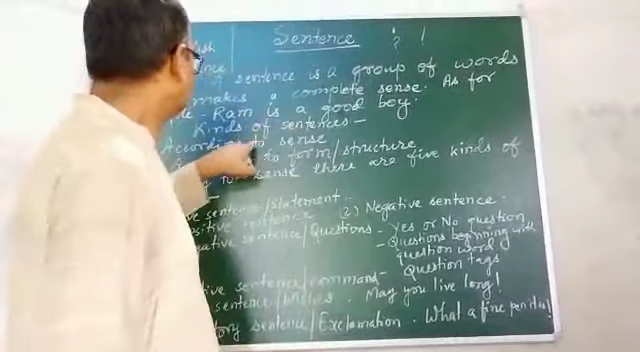 Sentence ? !
sentence is a group of words
makes a complete sense. As for
Ram is a good boy.
Kinds of sentences -
According to sense
to form/structure
sense there are five kinds of
sentence/statement -
sentence (2) Negative sentence -
sentence/Questions - Yes or No question
- Questions beginning with
question word
- Question tags
sentence/command -
sentence/wishes. May you live long!
sentence/Exclamation. What a fine pen it is!